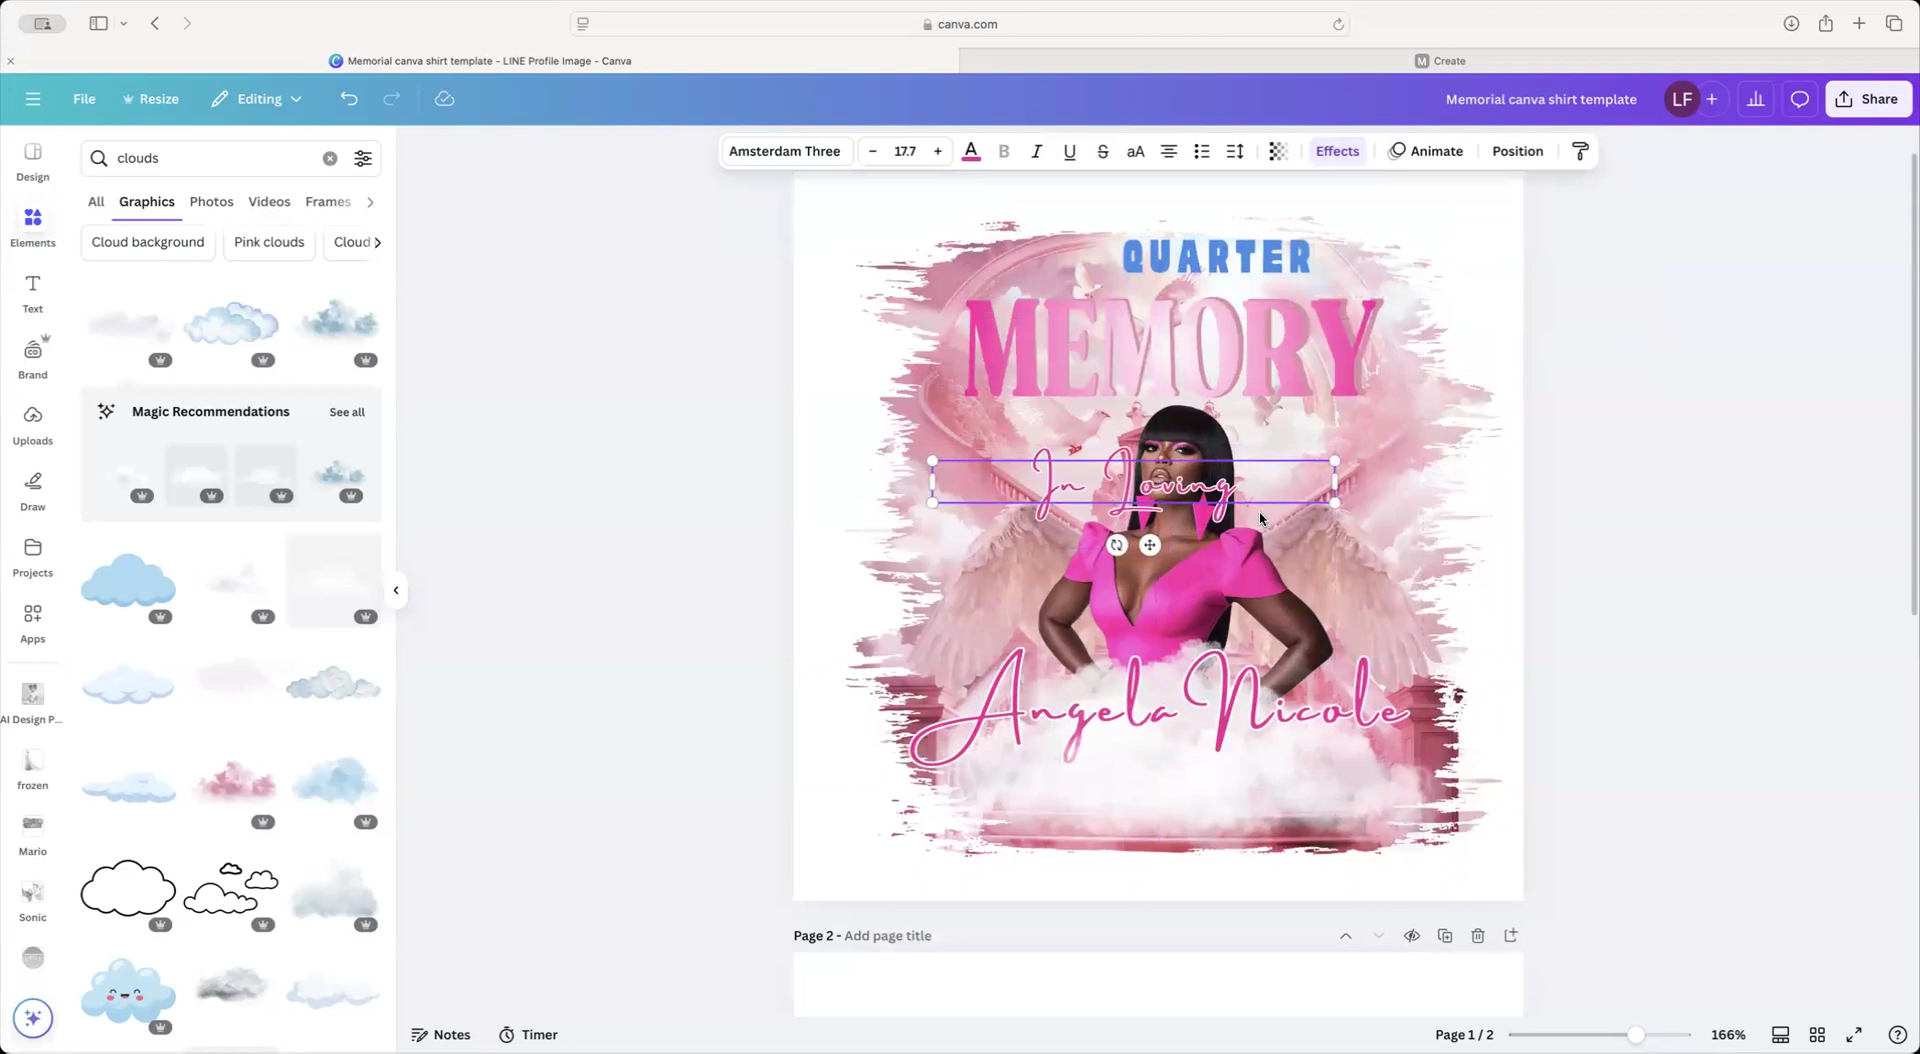 canva.com
Memorial canva shirt template - LINE Profile Image - Canva
M Create
File
Resize
Editing
Memorial canva shirt template
LF
Share
clouds
Amsterdam Three
17.7
A
B
I
U
S
aA
Effects
Animate
Position
Design
Elements
Text
Brand
Uploads
Draw
Projects
Apps
AI Design P...
frozen
Mario
Sonic
All Graphics Photos Videos Frames
Cloud background
Pink clouds
Cloud
Magic Recommendations
See all
QUARTER
MEMORY
In Loving
Angela Nicole
Page 2 - Add page title
Notes
Timer
Page 1 / 2
166%